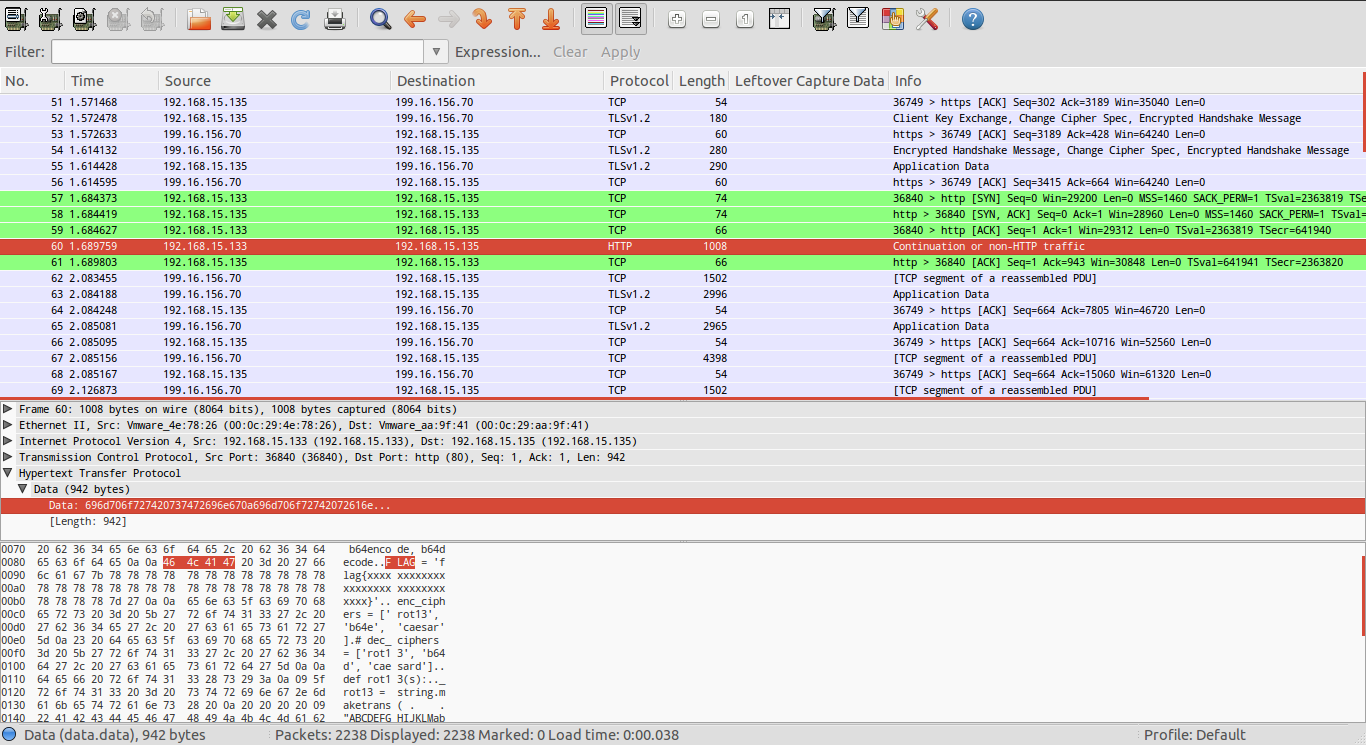 Filter: Expression... Clear Apply
No. Time Source Destination Protocol Length Leftover Capture Data Info
51 1.571468 192.168.15.135 199.16.156.70 TCP 54 36749 > https [ACK] Seq=302 Ack=3189 Win=35040 Len=0
52 1.572478 192.168.15.135 199.16.156.70 TLSv1.2 180 Client Key Exchange, Change Cipher Spec, Encrypted Handshake Message
53 1.572633 199.16.156.70 192.168.15.135 TCP 60 https > 36749 [ACK] Seq=3189 Ack=428 Win=64240 Len=0
54 1.614132 199.16.156.70 192.168.15.135 TLSv1.2 280 Encrypted Handshake Message, Change Cipher Spec, Encrypted Handshake Message
55 1.614428 192.168.15.135 199.16.156.70 TLSv1.2 290 Application Data
56 1.614595 199.16.156.70 192.168.15.135 TCP 60 https > 36749 [ACK] Seq=3415 Ack=664 Win=64240 Len=0
57 1.684373 192.168.15.133 192.168.15.135 TCP 74 36840 > http [SYN] Seq=0 Win=29200 Len=0 MSS=1460 SACK_PERM=1 TSval=2363819 TSe
58 1.684419 192.168.15.135 192.168.15.133 TCP 74 http > 36840 [SYN, ACK] Seq=0 Ack=1 Win=28960 Len=0 MSS=1460 SACK_PERM=1 TSval=
59 1.684627 192.168.15.133 192.168.15.135 TCP 66 36840 > http [ACK] Seq=1 Ack=1 Win=29312 Len=0 TSval=2363819 TSecr=641940
60 1.689759 192.168.15.133 192.168.15.135 HTTP 1008 Continuation or non-HTTP traffic
61 1.689803 192.168.15.135 192.168.15.133 TCP 66 http > 36840 [ACK] Seq=1 Ack=943 Win=30848 Len=0 TSval=641941 TSecr=2363820
62 2.083455 199.16.156.70 192.168.15.135 TCP 1502 [TCP segment of a reassembled PDU]
63 2.084188 199.16.156.70 192.168.15.135 TLSv1.2 2996 Application Data
64 2.084248 192.168.15.135 199.16.156.70 TCP 54 36749 > https [ACK] Seq=664 Ack=7805 Win=46720 Len=0
65 2.085081 199.16.156.70 192.168.15.135 TLSv1.2 2965 Application Data
66 2.085095 192.168.15.135 199.16.156.70 TCP 54 36749 > https [ACK] Seq=664 Ack=10716 Win=52560 Len=0
67 2.085156 199.16.156.70 192.168.15.135 TCP 4398 [TCP segment of a reassembled PDU]
68 2.085167 192.168.15.135 199.16.156.70 TCP 54 36749 > https [ACK] Seq=664 Ack=15060 Win=61320 Len=0
69 2.126873 199.16.156.70 192.168.15.135 TCP 1502 [TCP segment of a reassembled PDU]
Frame 60: 1008 bytes on wire (8064 bits), 1008 bytes captured (8064 bits)
Ethernet II, Src: Vmware_4e:78:26 (00:0c:29:4e:78:26), Dst: Vmware_aa:9f:41 (00:0c:29:aa:9f:41)
Internet Protocol Version 4, Src: 192.168.15.133 (192.168.15.133), Dst: 192.168.15.135 (192.168.15.135)
Transmission Control Protocol, Src Port: 36840 (36840), Dst Port: http (80), Seq: 1, Ack: 1, Len: 942
Hypertext Transfer Protocol
Data (942 bytes)
Data: 696d706f727420737472696e670a696d706f72742072616e...
[Length: 942]
0070 20 62 36 34 65 6e 63 6f 64 65 2c 20 62 36 34 64 b64enco de, b64d
0080 65 63 6f 64 65 0a 0a 46 4c 41 47 20 3d 20 27 66 ecode..F LAG = 'f
0090 6c 61 67 7b 78 78 78 78 78 78 78 78 78 78 78 78 lag{xxxx xxxxxxxx
00a0 78 78 78 78 78 78 78 78 78 78 78 78 78 78 78 78 xxxxxxxx xxxxxxxx
00b0 78 78 78 78 7d 27 0a 0a 65 6e 63 5f 63 69 70 68 xxxx}'.. enc_ciph
00c0 65 72 73 20 3d 20 5b 27 72 6f 74 31 33 27 2c 20 ers = [' rot13',
00d0 27 62 36 34 65 27 2c 20 27 63 61 65 73 61 72 27 'b64e', 'caesar'
00e0 5d 0a 23 20 64 65 63 5f 63 69 70 68 65 72 73 20 ].# dec_ ciphers
00f0 3d 20 5b 27 72 6f 74 31 33 27 2c 20 27 62 36 34 = ['rot1 3', 'b64
0100 64 27 2c 20 27 63 61 65 73 61 72 64 27 5d 0a 0a d', 'cae sard']..
0110 64 65 66 20 72 6f 74 31 33 28 73 29 3a 0a 09 5f def rot1 3(s):.._
0120 72 6f 74 31 33 20 3d 20 73 74 72 69 6e 67 2e 6d rot13 = string.m
0130 61 6b 65 74 72 61 6e 73 28 20 0a 20 20 20 20 09 aketrans ( . .
0140 22 41 42 43 44 45 46 47 48 49 4a 4b 4c 4d 61 62 "ABCDEFG HIJKLMab
Data (data.data), 942 bytes Packets: 2238 Displayed: 2238 Marked: 0 Load time: 0:00.038 Profile: Default